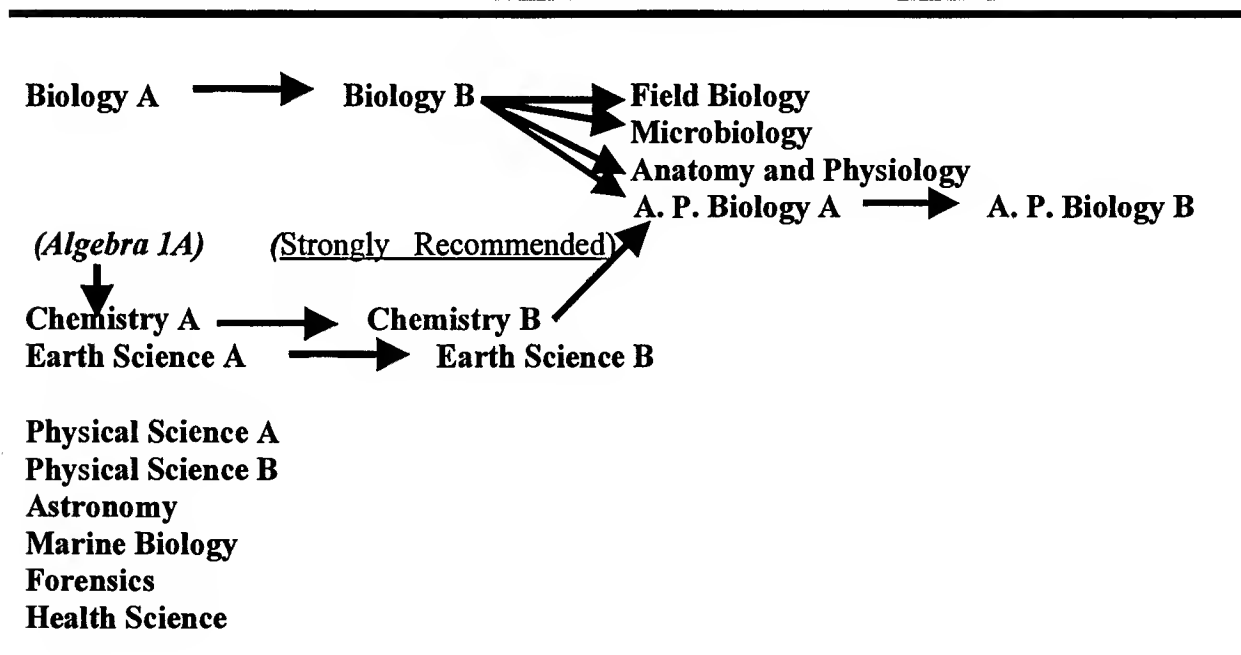 Biology A Biology B Field Biology
Microbiology
Anatomy and Physiology
A. P. Biology A A. P. Biology B
(Algebra 1A) (Strongly Recommended)
Chemistry A Chemistry B
Earth Science A Earth Science B
Physical Science A
Physical Science B
Astronomy
Marine Biology
Forensics
Health Science